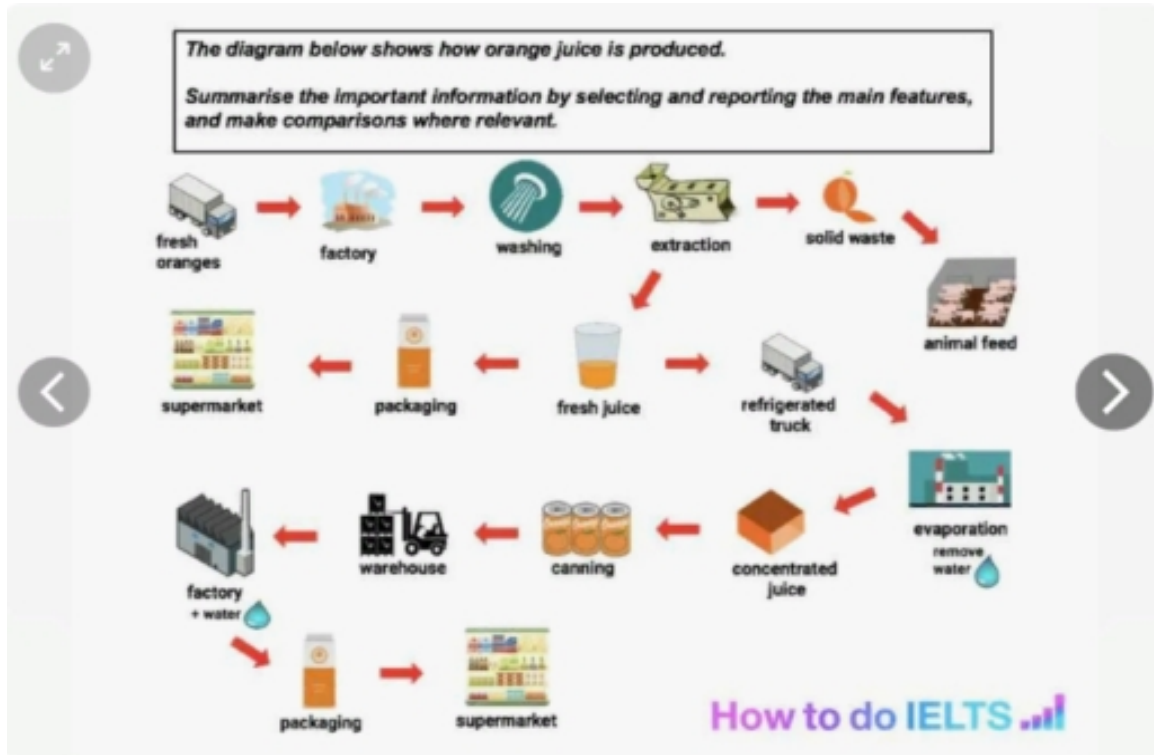 The diagram below shows how orange juice is produced.
Summarise the important information by selecting and reporting the main features,
and make comparisons where relevant.
fresh
oranges
factory
washing
extraction
solid waste
animal feed
supermarket
packaging
fresh juice
refrigerated
truck
factory
+ water
warehouse
canning
concentrated
juice
evaporation
remove
water
packaging
supermarket
How to do IELTS